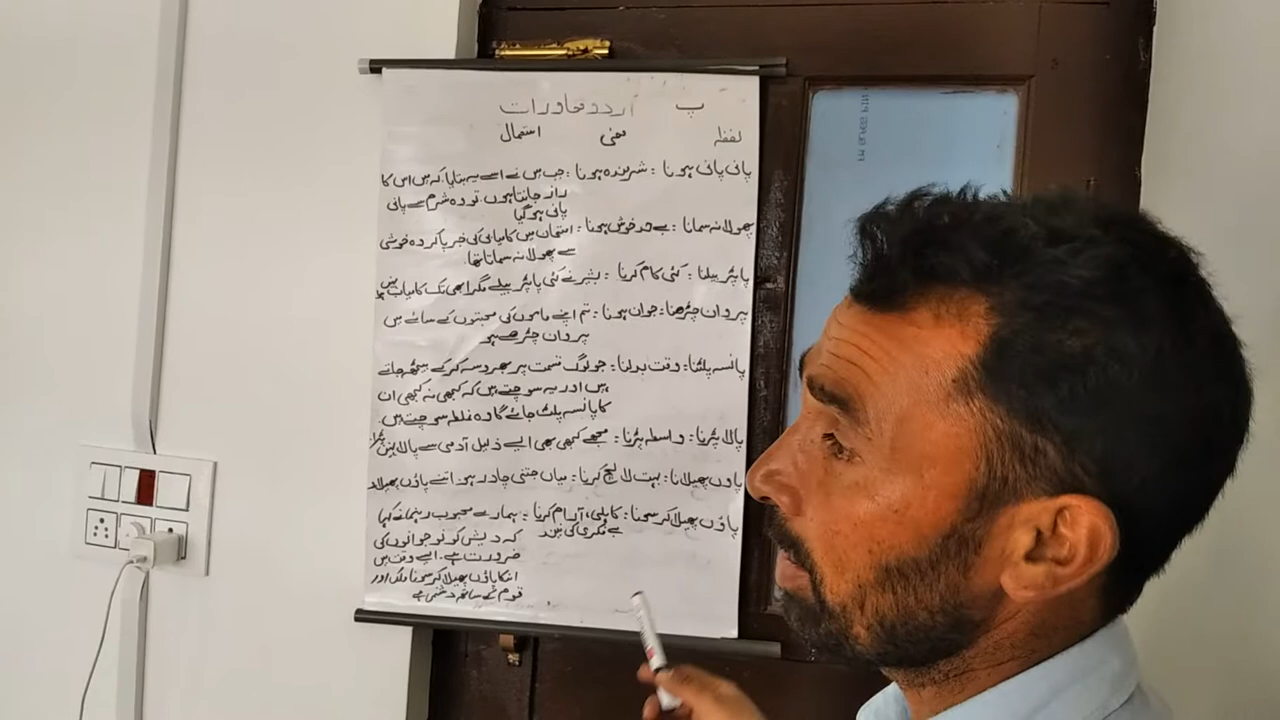 پ اردو محاورات
لفظ معنی استعمال
پانی پانی ہونا : شرمندہ ہونا : جب میں نے اسے یہ بتایا کہ میں اس کا
راز جانتا ہوں۔ تو وہ شرم سے پانی
پانی ہو گیا
پھولا نہ سمانا : بے حد خوش ہونا : امتحان میں کامیابی کی خبر پا کر وہ خوشی
سے پھولا نہ سماتا تھا۔
پاپڑ بیلنا : کئی کام کرنا : بشیر نے کئی پاپڑ بیلے مگر ابھی تک کامیاب نہیں
پروان چڑھنا : جوان ہونا : تم اپنے ماموں کی محبتوں کے سائے میں
پروان چڑھے ہو
پانسہ پلٹنا : وقت بدلنا : جو لوگ قسمت پر بھروسہ کر کے بیٹھ جاتے
ہیں اور یہ سوچتے ہیں کہ کبھی نہ کبھی ان
کا پانسہ پلٹ جائے گا وہ غلط سوچتے ہیں۔
پالا پڑنا : واسطہ پڑنا : مجھے کبھی بھی ایسے ذلیل آدمی سے پالا نہیں پڑا
پاوں پھیلانا : بہت لالچ کرنا : میاں جتنی چادر ہو اتنے پاؤں پھیلاو
پاؤں پھیلا کر سونا : کاہلی، آرام کرنا : ہمارے محبوب رہنما نے کہا
بے فکری کی نیند
کہ دیش کو نوجوانوں کی
ضرورت ہے۔ ایسے وقت میں
انکا پاؤں پھیلا کر سونا ملک اور
قوم کے ساتھ دشمنی ہے